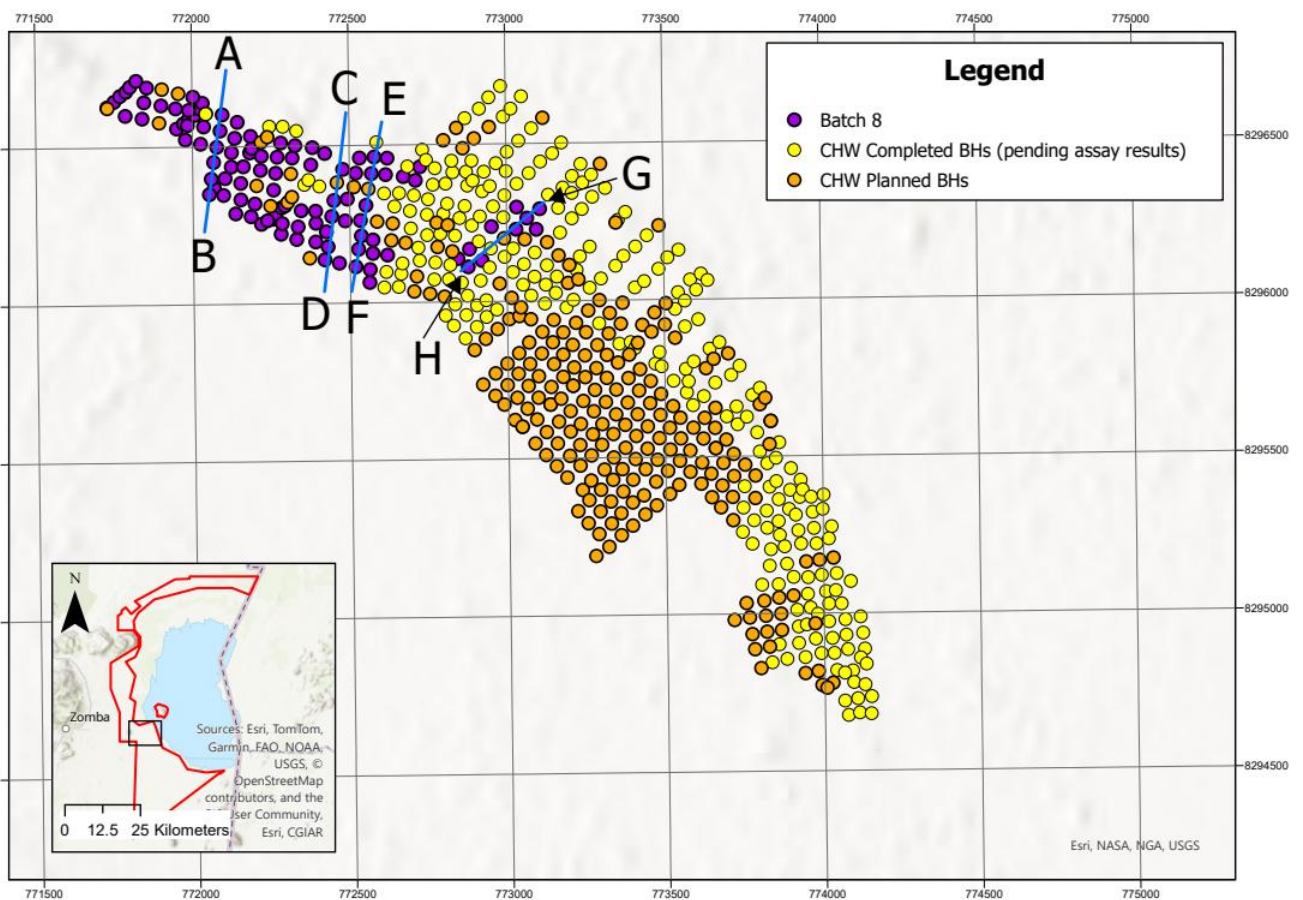 771500 772000 772500 773000 773500 774000 774500 775000
Legend
Batch 8
CHW Completed BHs (pending assay results)
CHW Planned BHs
A
C
E
G
B
D F
H
8296500
8296000
8295500
8295000
8294500
N
Zomba
Sources: Esri, TomTom,
Garmin, FAO, NOAA,
USGS, ©
OpenStreetMap
contributors, and the
User Community,
Esri, CGIAR
0 12.5 25 Kilometers
Esri, NASA, NGA, USGS
771500 772000 772500 773000 773500 774000 774500 775000